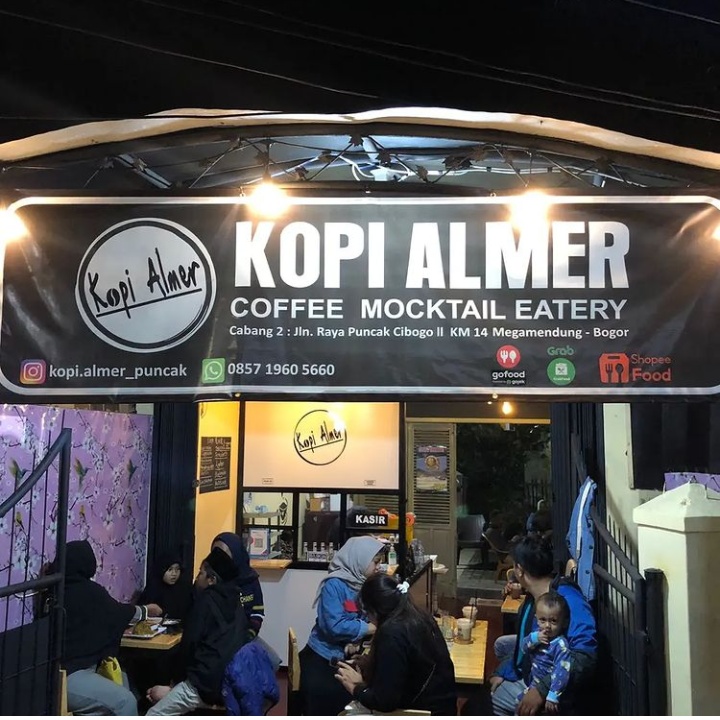 Kopi Almer
KOPI ALMER
COFFEE MOCKTAIL EATERY
Cabang 2 : Jln. Raya Puncak Cibogo ll KM 14 Megamendung - Bogor
kopi.almer_puncak
0857 1960 5660
gofood
Grab
Shopee
Food
Kopi Almer
KASIR